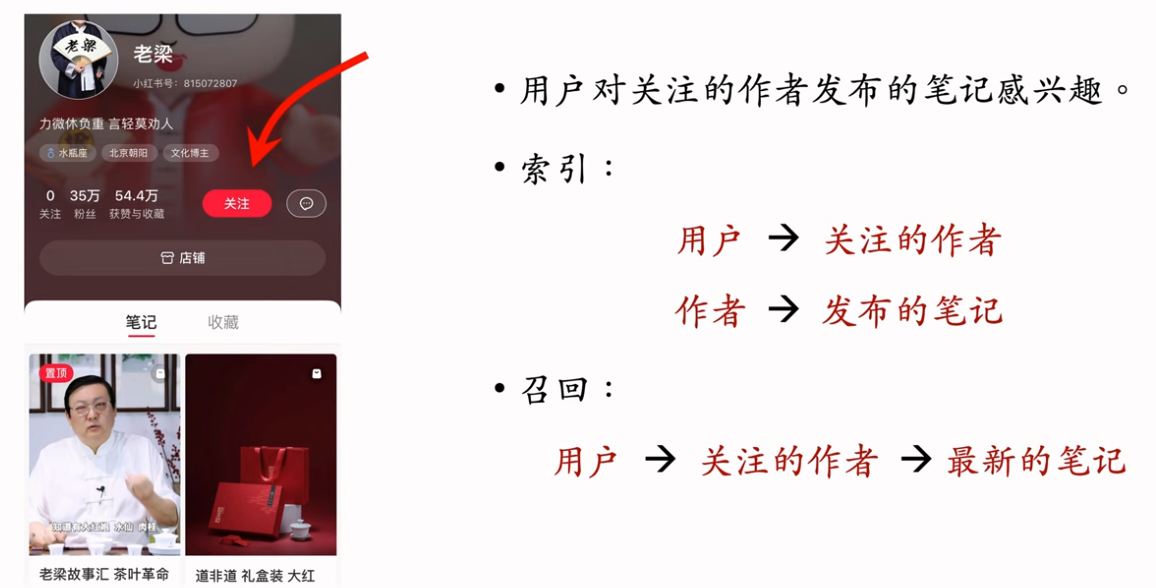 老梁
老梁
小红书号：815072807
力微休负重 言轻莫劝人
水瓶座 北京朝阳 文化博主
0 35万 54.4万
关注 粉丝 获赞与收藏
关注
店铺
笔记 收藏
置顶
老梁故事汇 茶叶革命
道非道 礼盒装 大红
• 用户对关注的作者发布的笔记感兴趣。
• 索引：
用户 → 关注的作者
作者 → 发布的笔记
• 召回：
用户 → 关注的作者 → 最新的笔记